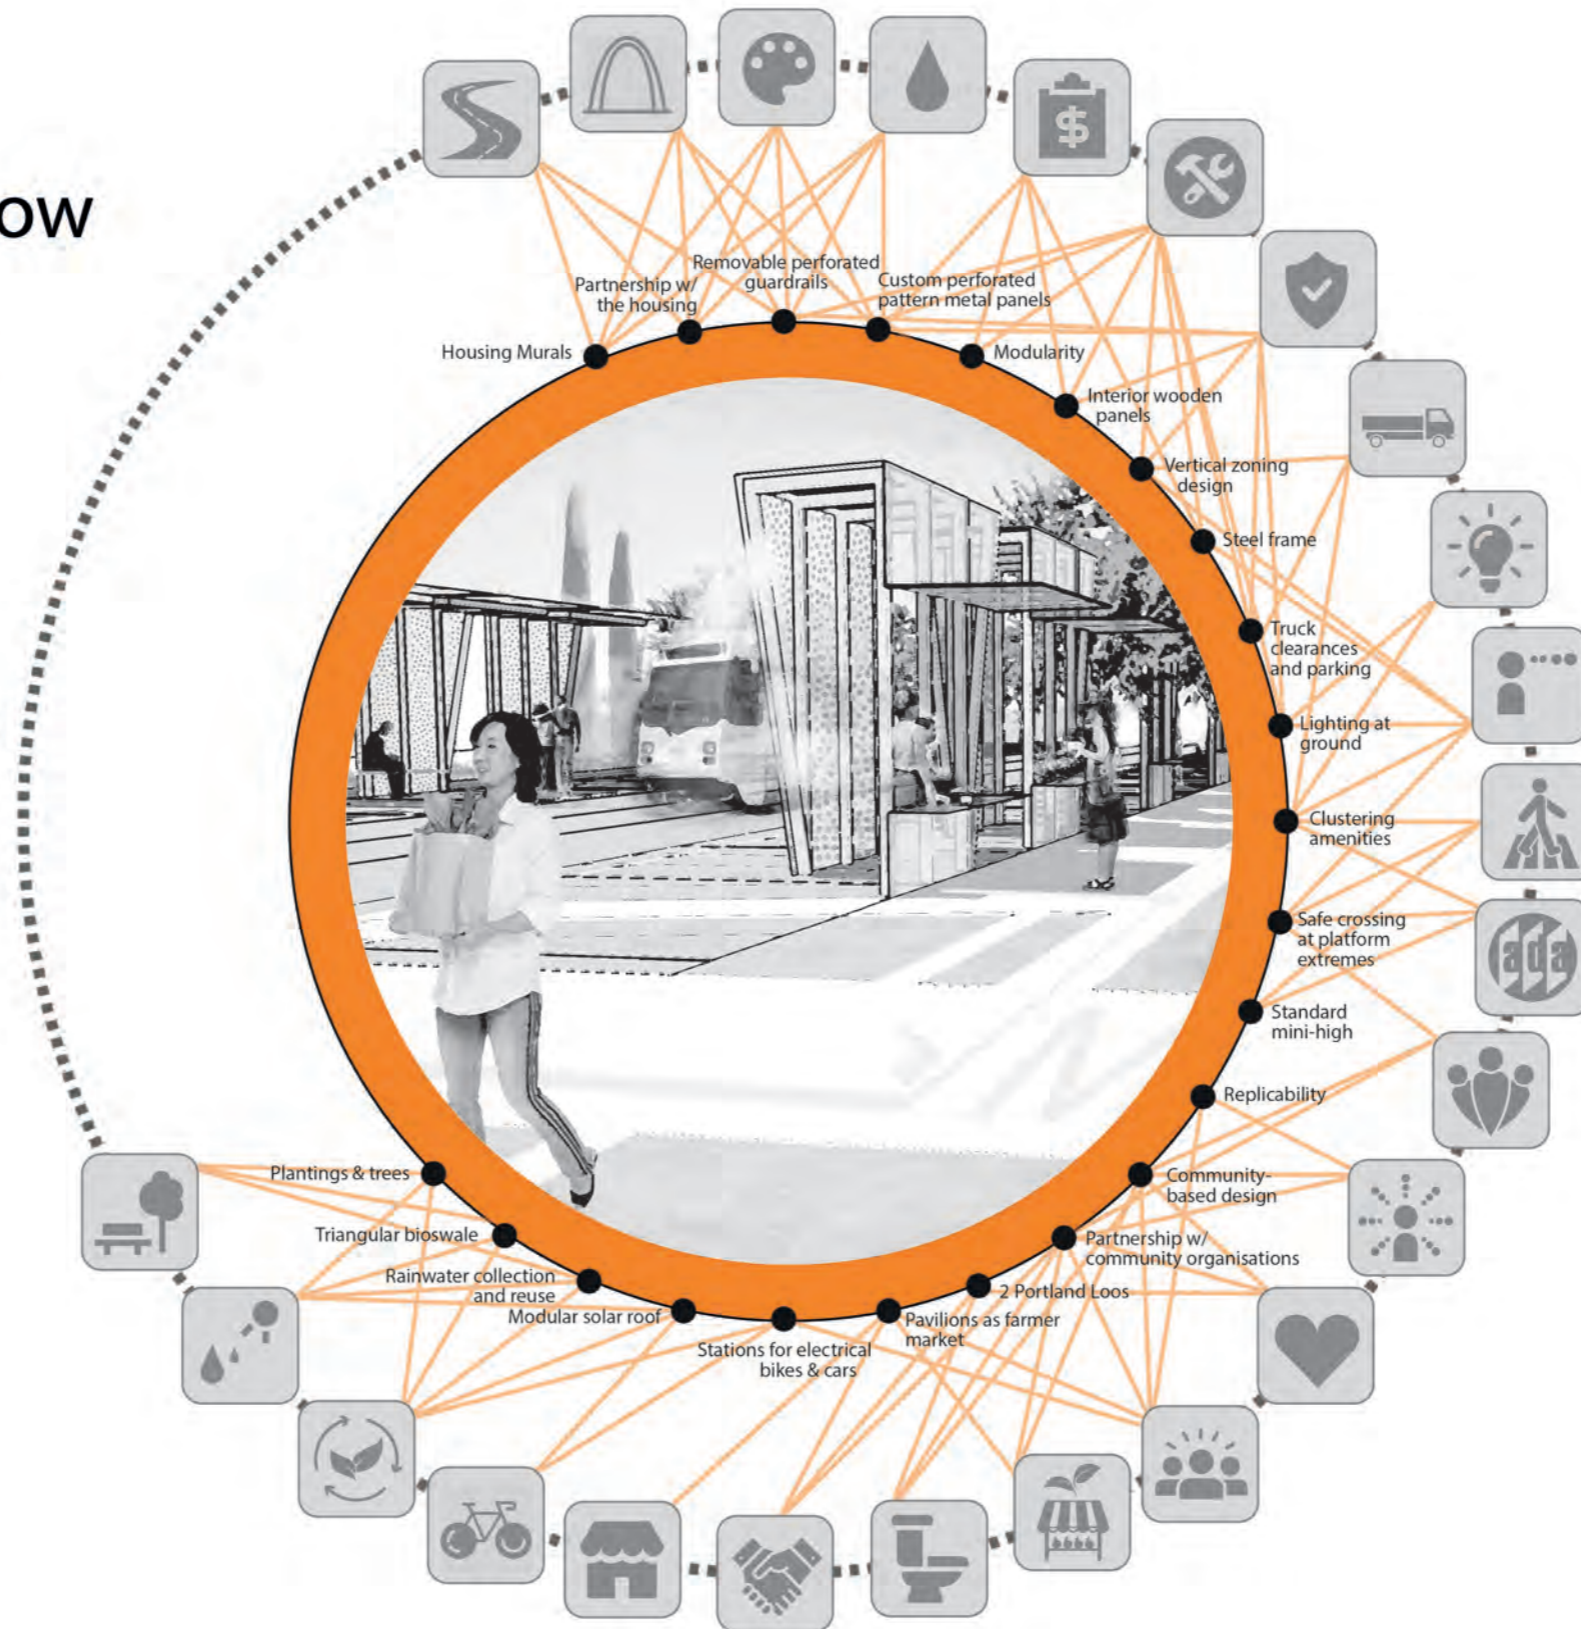 ow
$
Removable perforated
guardrails
Partnership w/
the housing
Custom perforated
pattern metal panels
Housing Murals
Modularity
Interior wooden
panels
Vertical zoning
design
Steel frame
Truck
clearances
and parking
Lighting at
ground
Clustering
amenities
Safe crossing
at platform
extremes
ada
Standard
mini-high
Replicability
Community-
based design
Partnership w/
community organisations
2 Portland Loos
Pavilions as farmer
market
Stations for electrical
bikes & cars
Modular solar roof
Rainwater collection
and reuse
Triangular bioswale
Plantings & trees